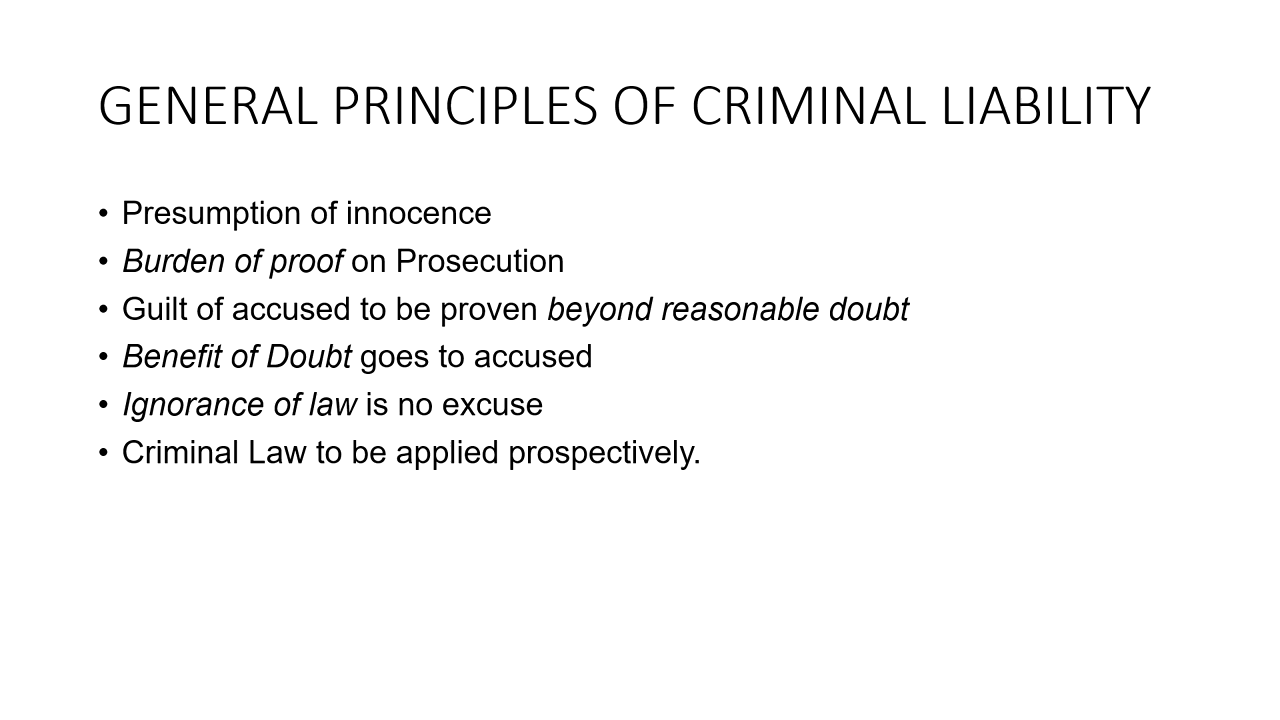 GENERAL PRINCIPLES OF CRIMINAL LIABILITY
• Presumption of innocence
• Burden of proof on Prosecution
• Guilt of accused to be proven beyond reasonable doubt
• Benefit of Doubt goes to accused
• Ignorance of law is no excuse
• Criminal Law to be applied prospectively.